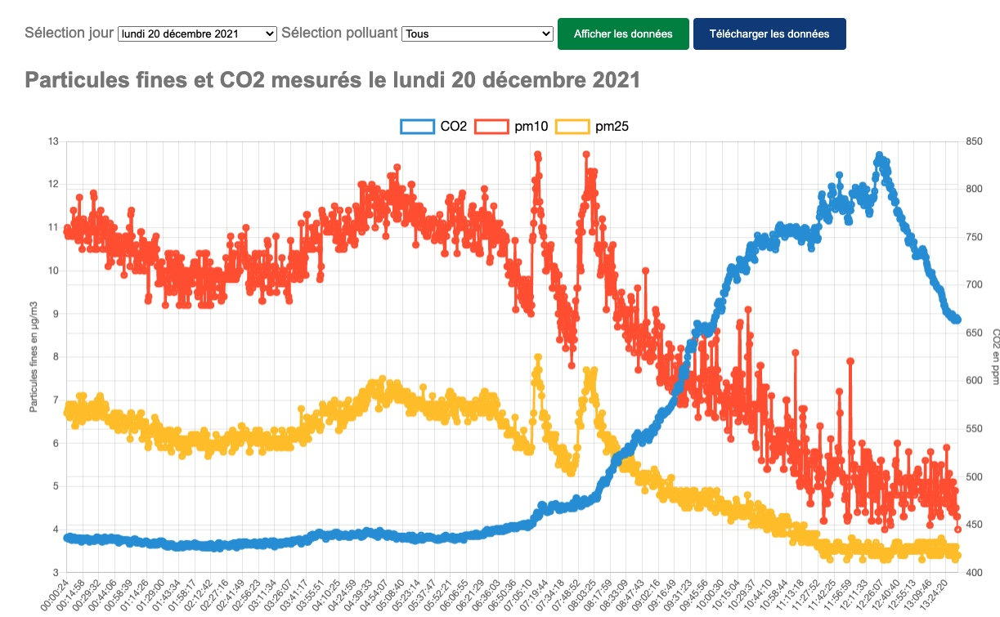 Sélection jour lundi 20 décembre 2021 Sélection polluant Tous Afficher les données Télécharger les données
Particules fines et CO2 mesurés le lundi 20 décembre 2021
CO2 pm10 pm25
13 850
12 800
11 750
10 700
9 650
8 600
7 550
6 500
5 450
4 400
3
Particules fines en µg/m3
CO2 en ppm
00:00:24 00:14:58 00:29:32 00:44:06 00:58:39 01:14:26 01:29:00 01:43:34 01:58:17 02:12:42 02:27:16 02:41:49 02:56:23 03:11:34 03:26:07 03:41:17 03:55:51 04:10:25 04:24:59 04:39:33 04:54:07 05:08:40 05:23:14 05:37:47 05:52:21 06:06:55 06:21:29 06:36:03 06:50:36 07:05:10 07:19:44 07:34:18 07:48:52 08:03:25 08:17:59 08:33:09 08:47:43 09:02:16 09:16:49 09:31:23 09:45:56 10:00:30 10:15:04 10:29:37 10:44:10 10:58:44 11:13:18 11:27:52 11:42:25 11:56:59 12:11:33 12:26:07 12:40:40 12:55:13 13:09:46 13:24:20